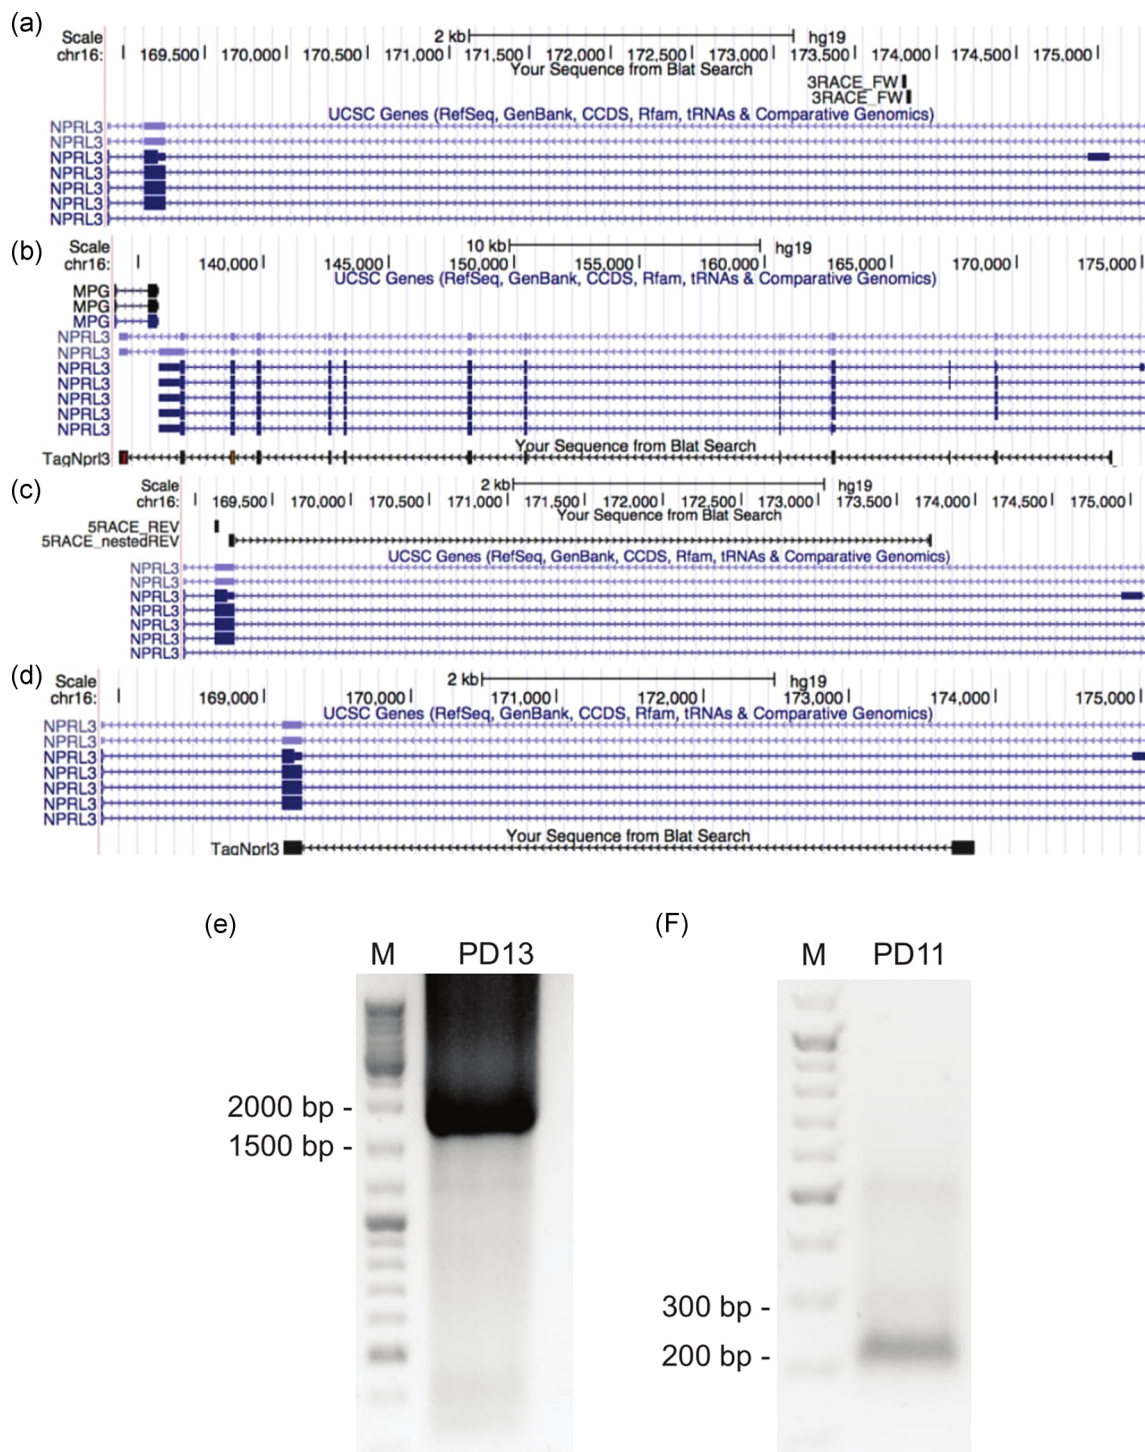 (a)
Scale 2 kb hg19
chr16: 169,500 170,000 170,500 171,000 171,500 172,000 172,500 173,000 173,500 174,000 174,500 175,000
Your Sequence from Blat Search
3RACE_FW
3RACE_FW
UCSC Genes (RefSeq, GenBank, CCDS, Rfam, tRNAs & Comparative Genomics)
NPRL3
NPRL3
NPRL3
NPRL3
NPRL3
NPRL3
NPRL3
(b)
Scale 10 kb hg19
chr16: 140,000 145,000 150,000 155,000 160,000 165,000 170,000 175,000
UCSC Genes (RefSeq, GenBank, CCDS, Rfam, tRNAs & Comparative Genomics)
MPG
MPG
MPG
NPRL3
NPRL3
NPRL3
NPRL3
NPRL3
NPRL3
NPRL3
Your Sequence from Blat Search
TagNprl3
(c)
Scale 2 kb hg19
chr16: 169,500 170,000 170,500 171,000 171,500 172,000 172,500 173,000 173,500 174,000 174,500 175,000
Your Sequence from Blat Search
5RACE_REV
5RACE_nestedREV
UCSC Genes (RefSeq, GenBank, CCDS, Rfam, tRNAs & Comparative Genomics)
NPRL3
NPRL3
NPRL3
NPRL3
NPRL3
NPRL3
NPRL3
(d)
Scale 2 kb hg19
chr16: 169,000 170,000 171,000 172,000 173,000 174,000 175,000
UCSC Genes (RefSeq, GenBank, CCDS, Rfam, tRNAs & Comparative Genomics)
NPRL3
NPRL3
NPRL3
NPRL3
NPRL3
NPRL3
NPRL3
Your Sequence from Blat Search
TagNprl3
(e)
M PD13
2000 bp -
1500 bp -
(F)
M PD11
300 bp -
200 bp -